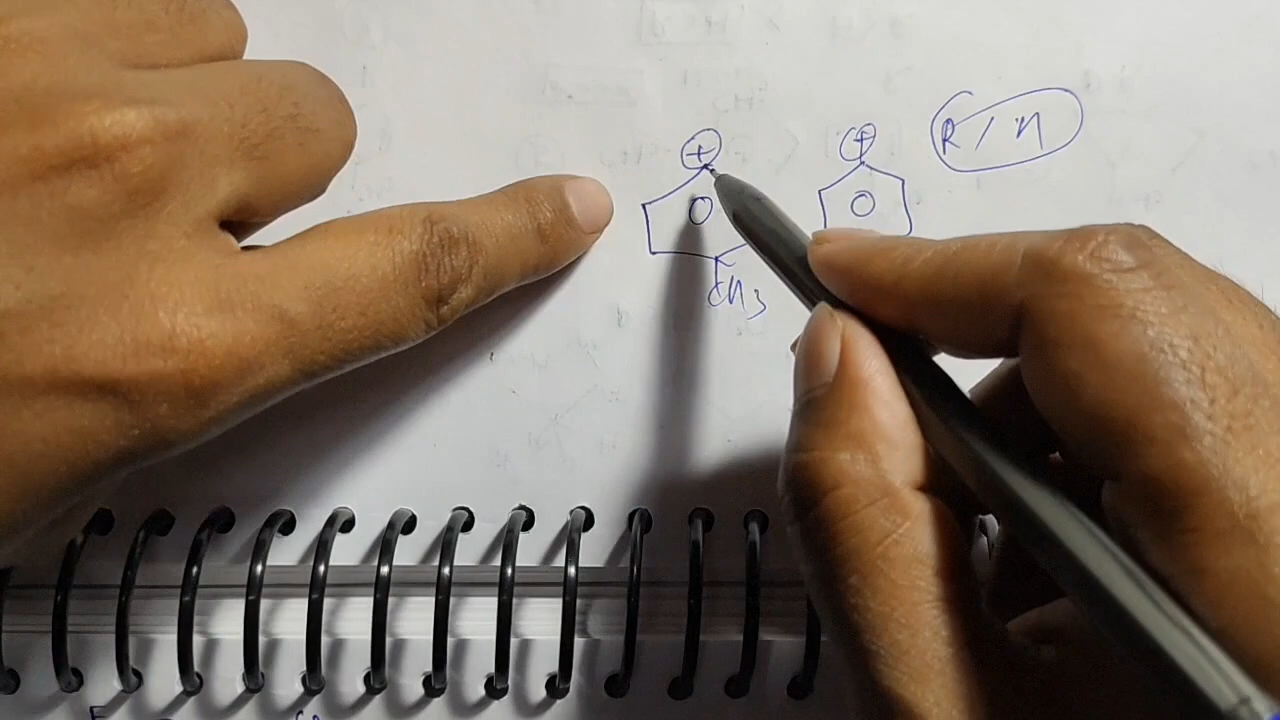 ⊕ ⊕ R/H
O O
CH3